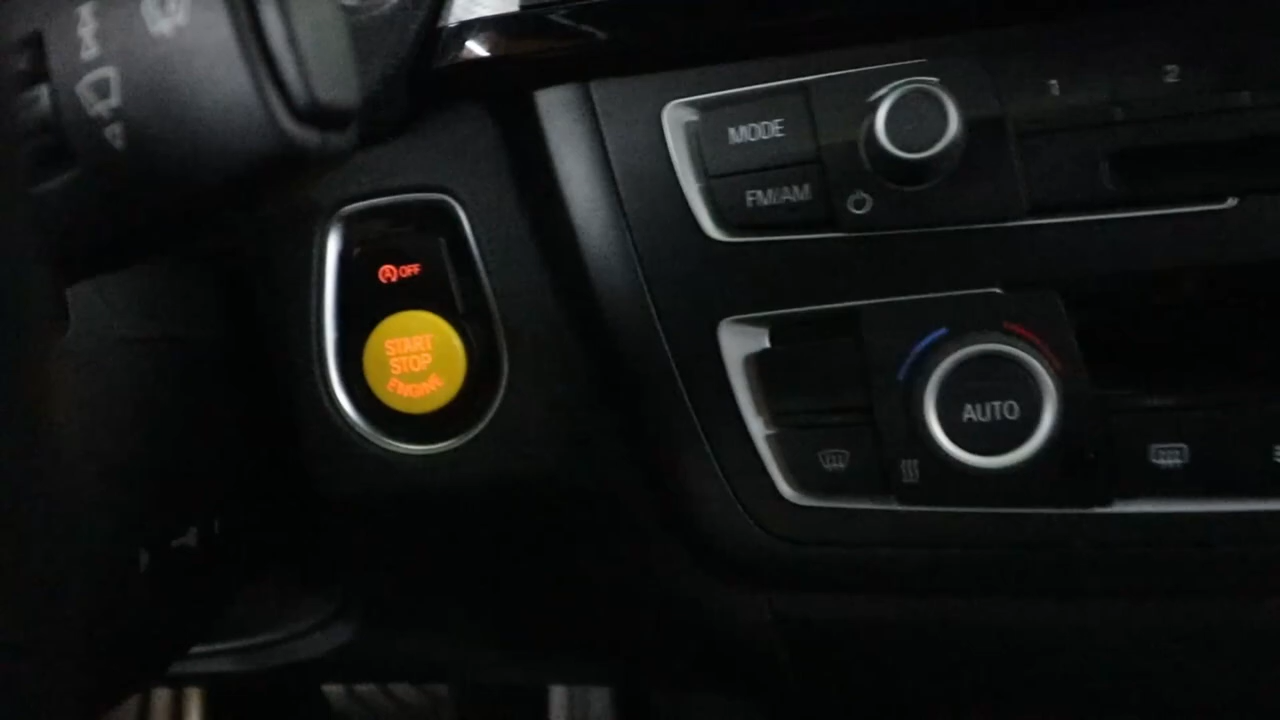 MODE
1
2
FM/AM
A OFF
START
STOP
ENGINE
AUTO